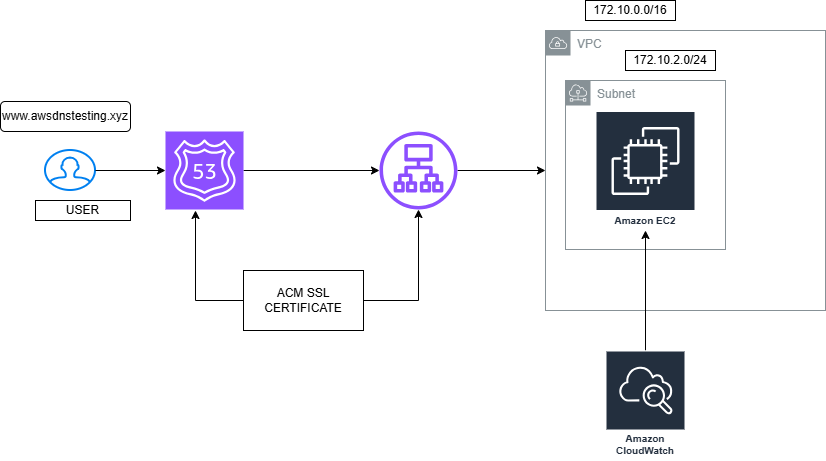 172.10.0.0/16
VPC
172.10.2.0/24
Subnet
www.awsdnstesting.xyz
53
USER
Amazon EC2
ACM SSL
CERTIFICATE
Amazon
CloudWatch